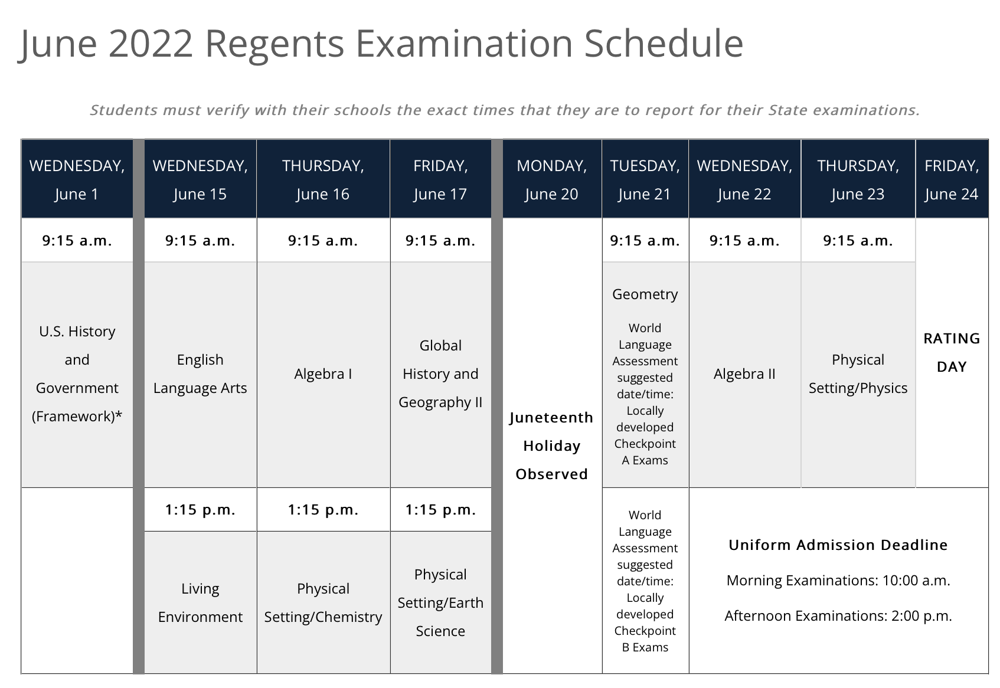 June 2022 Regents Examination Schedule
Students must verify with their schools the exact times that they are to report for their State examinations.
WEDNESDAY,
June 1
WEDNESDAY,
June 15
THURSDAY,
June 16
FRIDAY,
June 17
MONDAY,
June 20
TUESDAY,
June 21
WEDNESDAY,
June 22
THURSDAY,
June 23
FRIDAY,
June 24
9:15 a.m.
9:15 a.m.
9:15 a.m.
9:15 a.m.
Juneteenth
Holiday
Observed
9:15 a.m.
9:15 a.m.
9:15 a.m.
RATING
DAY
U.S. History
and
Government
(Framework)*
English
Language Arts
Algebra I
Global
History and
Geography II
Geometry
World
Language
Assessment
suggested
date/time:
Locally
developed
Checkpoint
A Exams
Algebra II
Physical
Setting/Physics
1:15 p.m.
1:15 p.m.
1:15 p.m.
World
Language
Assessment
suggested
date/time:
Locally
developed
Checkpoint
B Exams
Uniform Admission Deadline
Morning Examinations: 10:00 a.m.
Afternoon Examinations: 2:00 p.m.
Living
Environment
Physical
Setting/Chemistry
Physical
Setting/Earth
Science